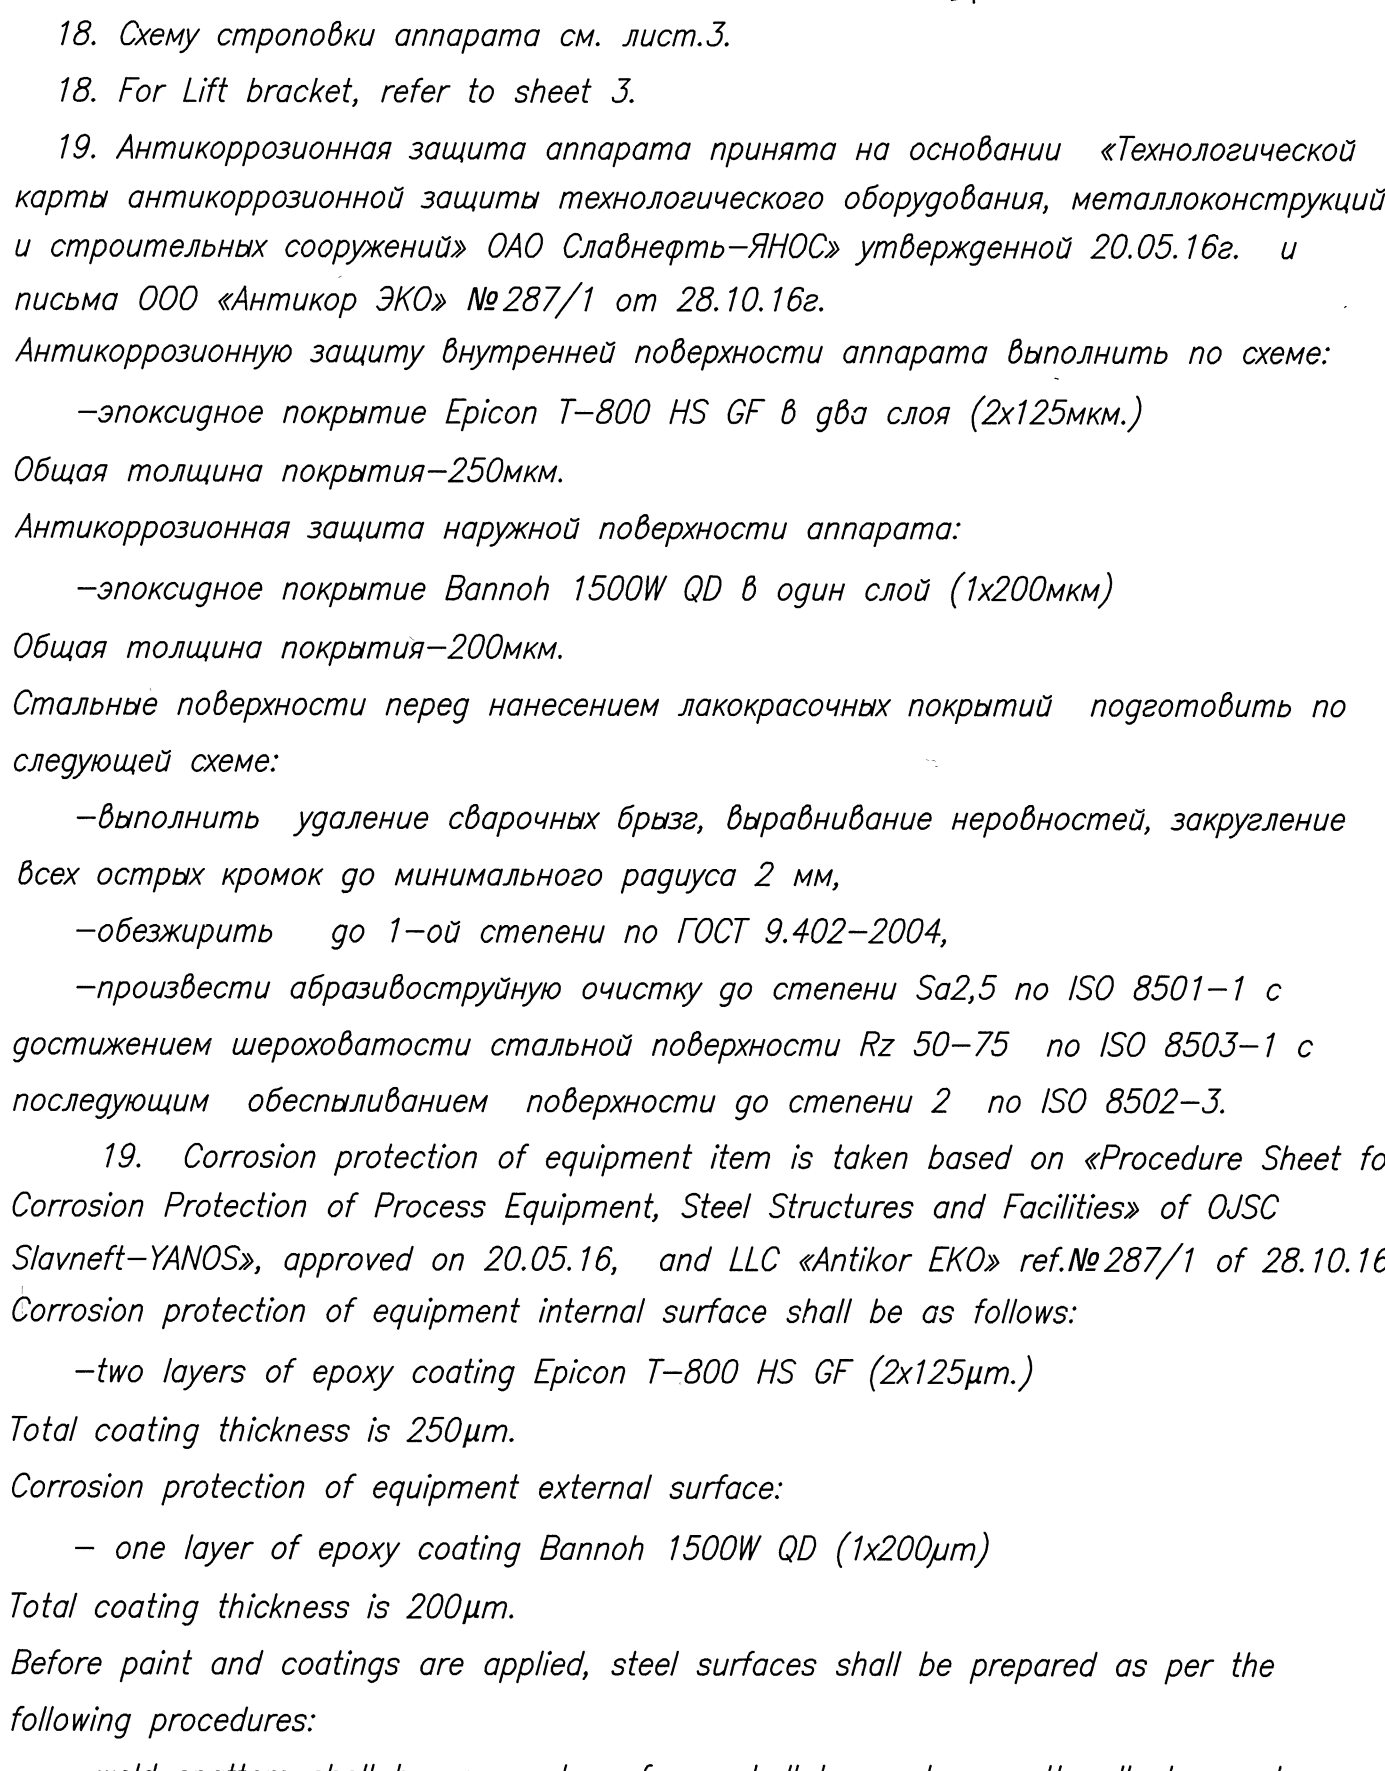 18. Схему строповки аппарата см. лист.3.
18. For Lift bracket, refer to sheet 3.
19. Антикоррозионная защита аппарата принята на основании «Технологической
карты антикоррозионной защиты технологического оборудования, металлоконструкций
и строительных сооружений» ОАО Славнефть-ЯНОС» утвержденной 20.05.16г. и
письма ООО «Антикор ЭКО» №287/1 от 28.10.16г.
Антикоррозионную защиту внутренней поверхности аппарата выполнить по схеме:
-эпоксидное покрытие Epicon T-800 HS GF в два слоя (2x125мкм.)
Общая толщина покрытия-250мкм.
Антикоррозионная защита наружной поверхности аппарата:
-эпоксидное покрытие Bannoh 1500W QD в один слой (1x200мкм)
Общая толщина покрытия-200мкм.
Стальные поверхности перед нанесением лакокрасочных покрытий подготовить по
следующей схеме:
-выполнить удаление сварочных брызг, выравнивание неровностей, закругление
всех острых кромок до минимального радиуса 2 мм,
-обезжирить до 1-ой степени по ГОСТ 9.402-2004,
-произвести абразивоструйную очистку до степени Sa2,5 по ISO 8501-1 с
достижением шероховатости стальной поверхности Rz 50-75 по ISO 8503-1 с
последующим обеспыливанием поверхности до степени 2 по ISO 8502-3.
19. Corrosion protection of equipment item is taken based on «Procedure Sheet fo
Corrosion Protection of Process Equipment, Steel Structures and Facilities» of OJSC
Slavneft-YANOS», approved on 20.05.16, and LLC «Antikor EKO» ref.№287/1 of 28.10.16
Corrosion protection of equipment internal surface shall be as follows:
-two layers of epoxy coating Epicon T-800 HS GF (2x125μm.)
Total coating thickness is 250μm.
Corrosion protection of equipment external surface:
- one layer of epoxy coating Bannoh 1500W QD (1x200μm)
Total coating thickness is 200μm.
Before paint and coatings are applied, steel surfaces shall be prepared as per the
following procedures: